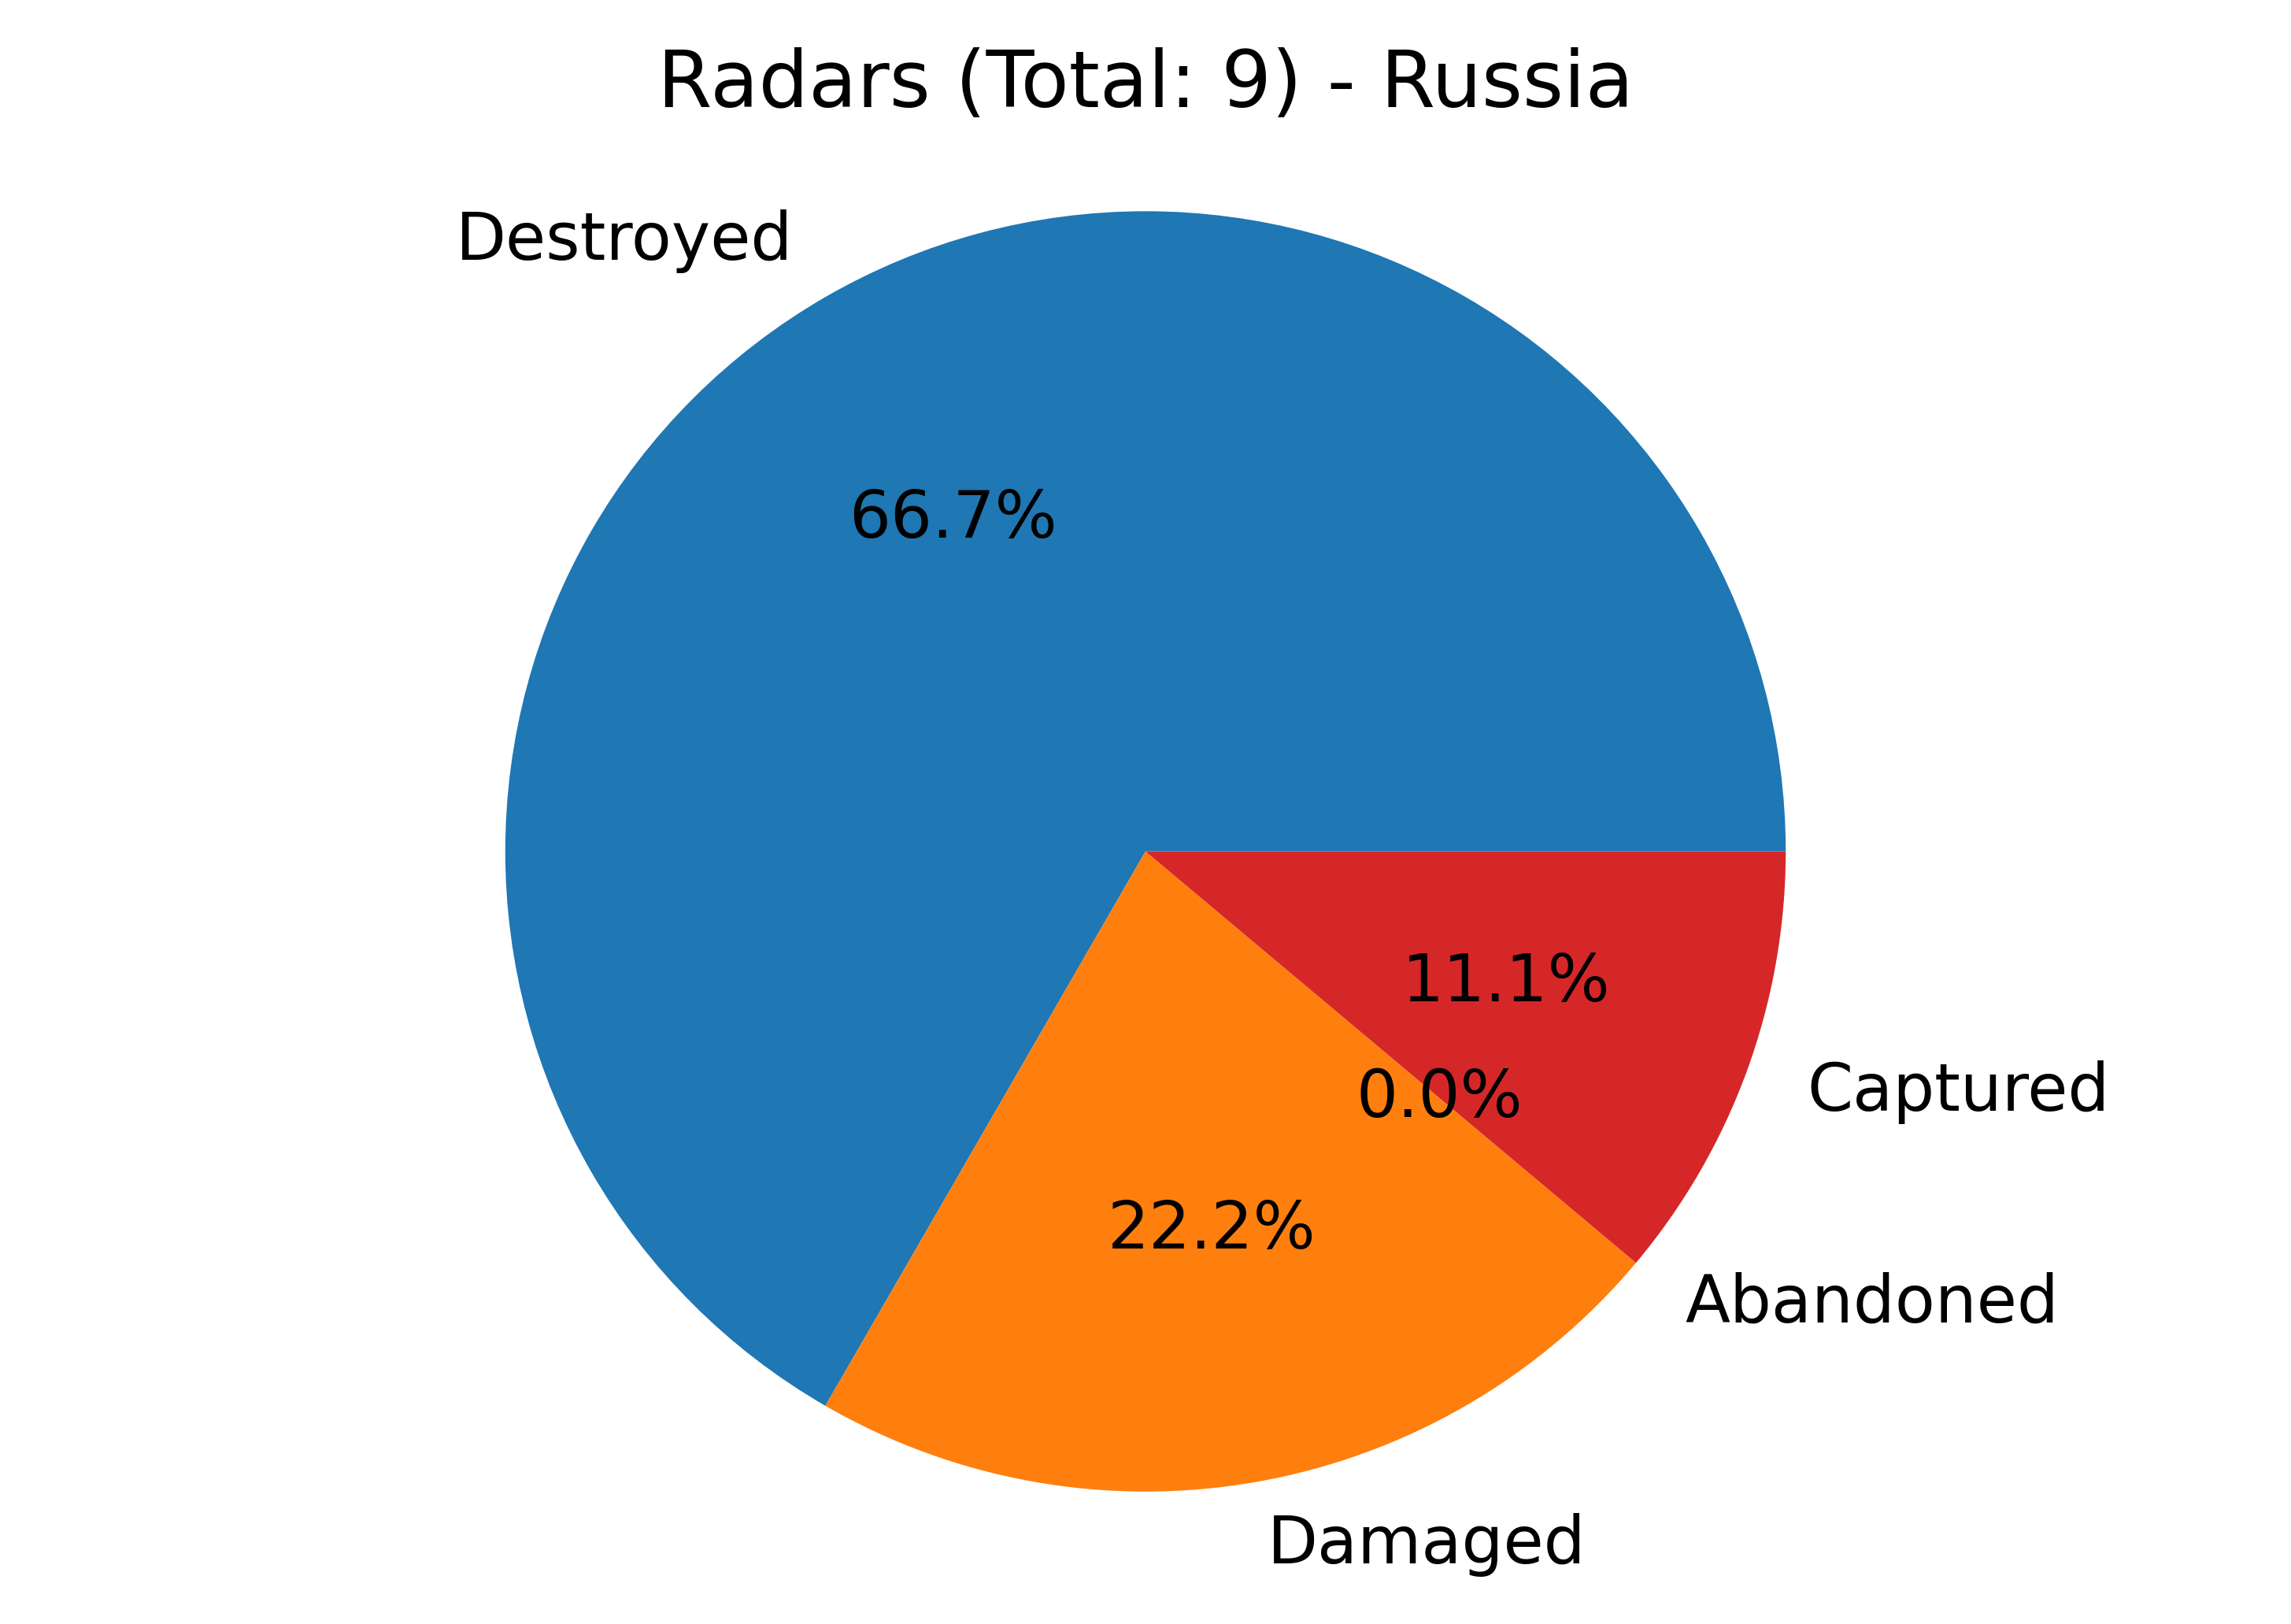 Radars (Total: 9) - Russia
Destroyed
66.7%
11.1%
Captured
0.0%
22.2%
Abandoned
Damaged